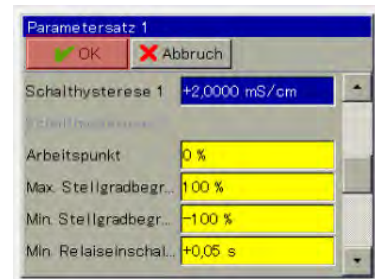 Parametersatz 1
OK Abbruch
Schalthysterese 1 +2,0000 mS/cm
Arbeitspunkt 0 %
Max. Stellgradbegr... 100 %
Min. Stellgradbegr... -100 %
Min. Relaiseinschal... +0,05 s